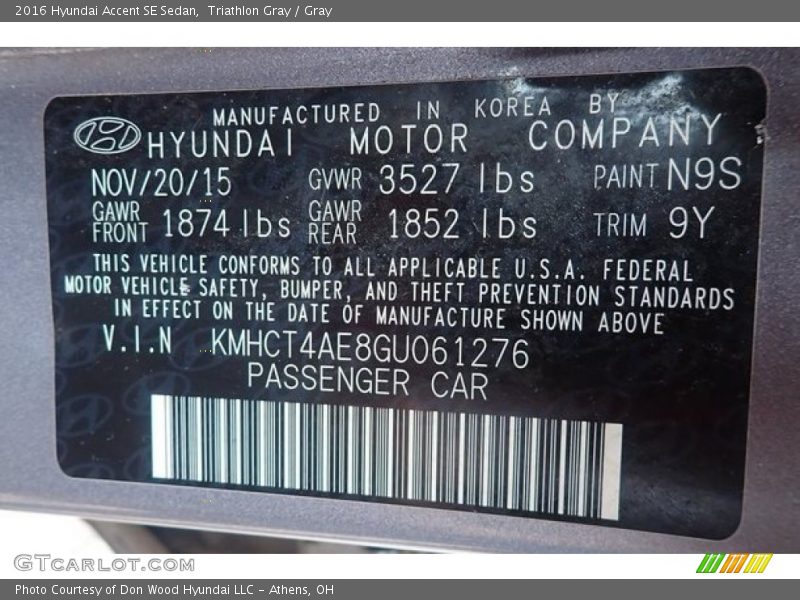 2016 Hyundai Accent SE Sedan,  Triathlon Gray / Gray
MANUFACTURED IN KOREA BY
HYUNDAI MOTOR COMPANY
NOV/20/15 GVWR 3527 lbs PAINT N9S
GAWR FRONT 1874 lbs GAWR REAR 1852 lbs TRIM 9Y
THIS VEHICLE CONFORMS TO ALL APPLICABLE U.S.A. FEDERAL
MOTOR VEHICLE SAFETY, BUMPER, AND THEFT PREVENTION STANDARDS
IN EFFECT ON THE DATE OF MANUFACTURE SHOWN ABOVE
V.I.N KMHCT4AE8GU061276
PASSENGER CAR
GTCARLOT.COM
Photo Courtesy of Don Wood Hyundai LLC - Athens, OH